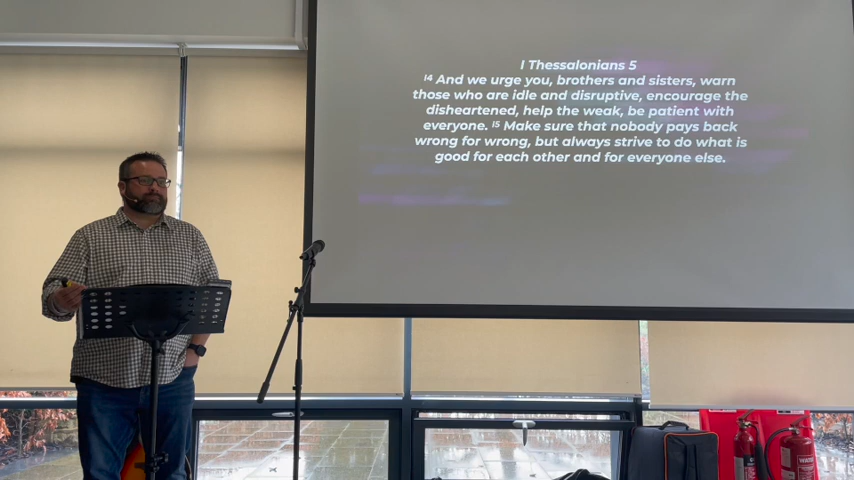 I Thessalonians 5
14 And we urge you, brothers and sisters, warn
those who are idle and disruptive, encourage the
disheartened, help the weak, be patient with
everyone. 15 Make sure that nobody pays back
wrong for wrong, but always strive to do what is
good for each other and for everyone else.
WATER